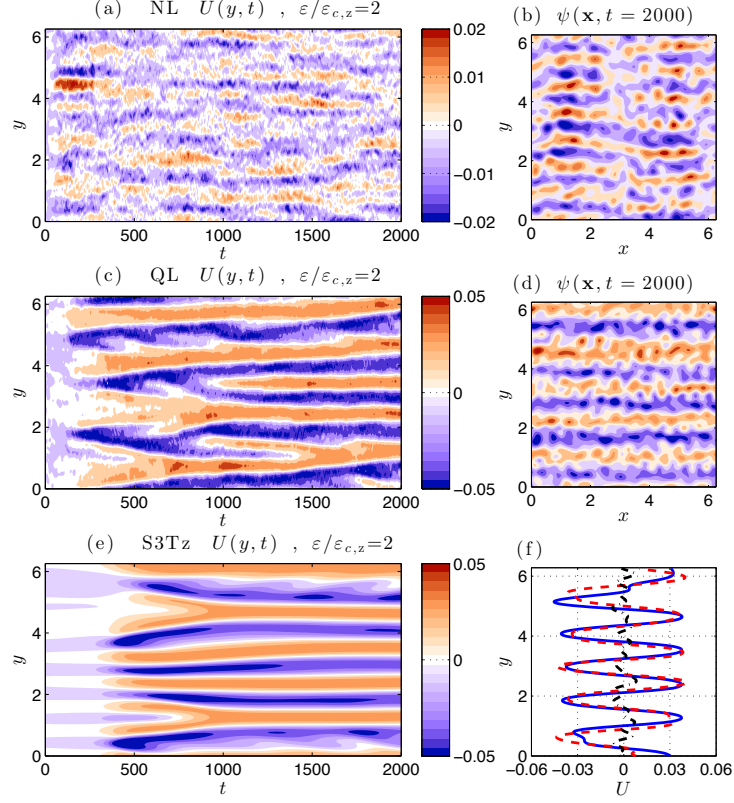 (a) NL U(y,t) , ε/ε_{c,z}=2
(b) ψ(x, t = 2000)
y
6
4
2
0
0 500 1000 1500 2000
t
0.02
0.01
0
−0.01
−0.02
y
6
4
2
0
0 2 4 6
x
(c) QL U(y,t) , ε/ε_{c,z}=2
(d) ψ(x, t = 2000)
y
6
4
2
0
0 500 1000 1500 2000
t
0.05
0
−0.05
y
6
4
2
0
0 2 4 6
x
(e) S3Tz U(y,t) , ε/ε_{c,z}=2
(f)
y
6
4
2
0
0 500 1000 1500 2000
t
0.05
0
−0.05
y
6
4
2
0
−0.06 −0.03 0 0.03 0.06
U